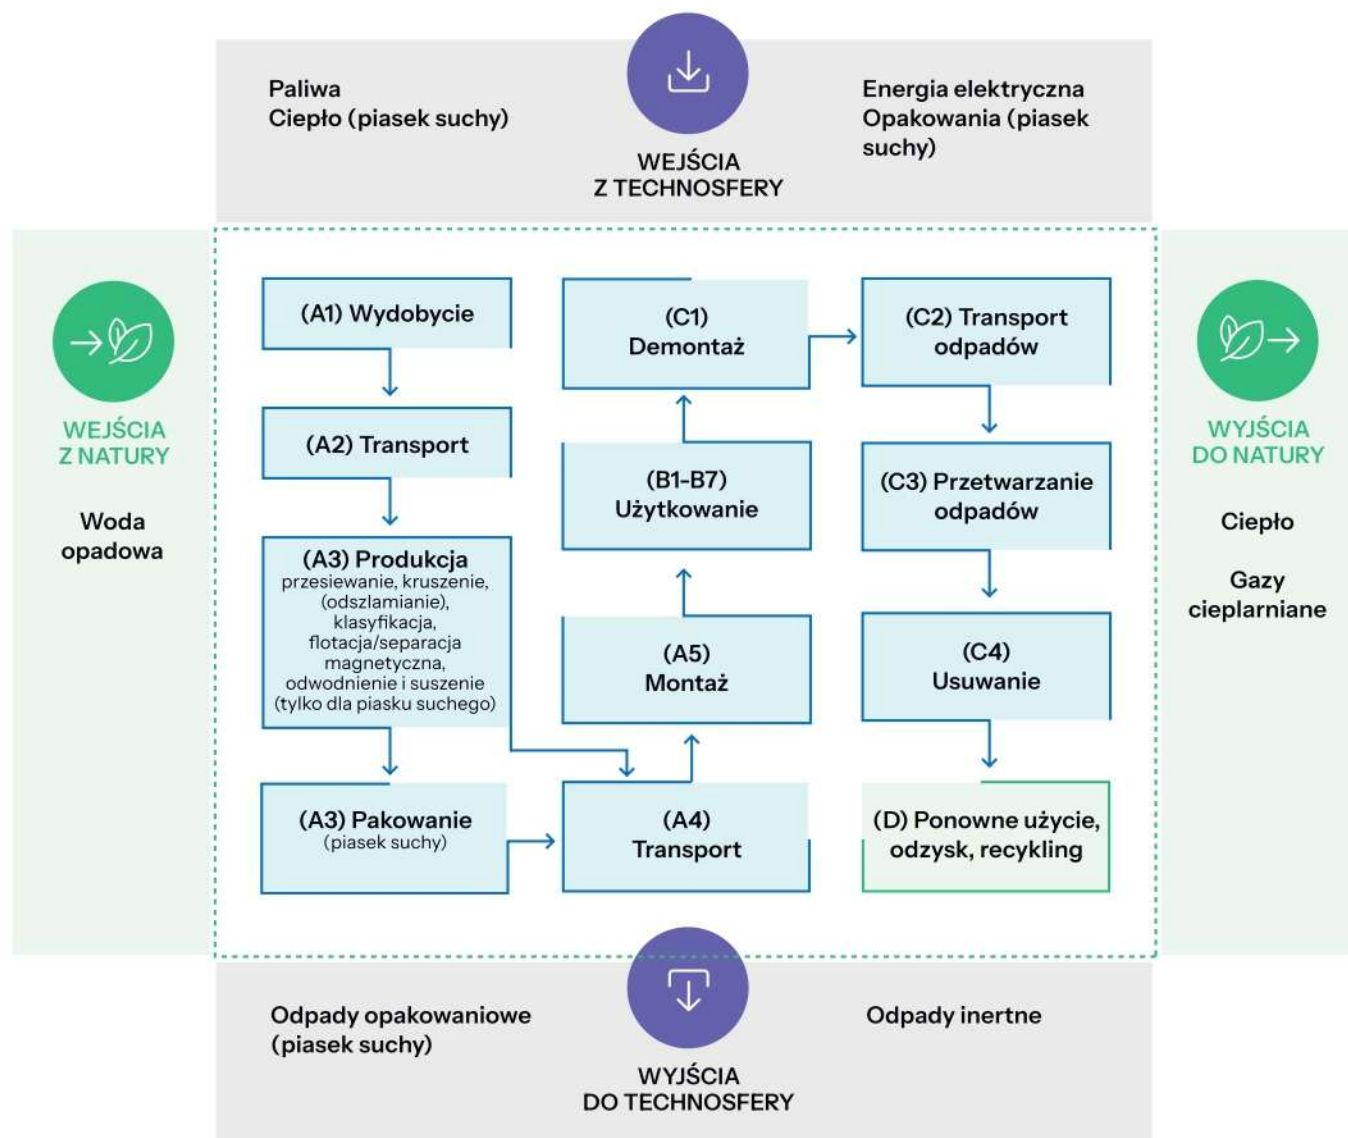 Paliwa
Ciepło (piasek suchy)
WEJŚCIA
Z TECHNOSFERY
Energia elektryczna
Opakowania (piasek
suchy)
WEJŚCIA
Z NATURY
Woda
opadowa
(A1) Wydobycie
(A2) Transport
(A3) Produkcja
przesiewanie, kruszenie,
(odszlamianie),
klasyfikacja,
flotacja/separacja
magnetyczna,
odwodnienie i suszenie
(tylko dla piasku suchego)
(A3) Pakowanie
(piasek suchy)
(A4)
Transport
(A5)
Montaż
(B1-B7)
Użytkowanie
(C1)
Demontaż
(C2) Transport
odpadów
(C3) Przetwarzanie
odpadów
(C4)
Usuwanie
(D) Ponowne użycie,
odzysk, recykling
WYJŚCIA
DO NATURY
Ciepło
Gazy
cieplarniane
Odpady opakowaniowe
(piasek suchy)
WYJŚCIA
DO TECHNOSFERY
Odpady inertne